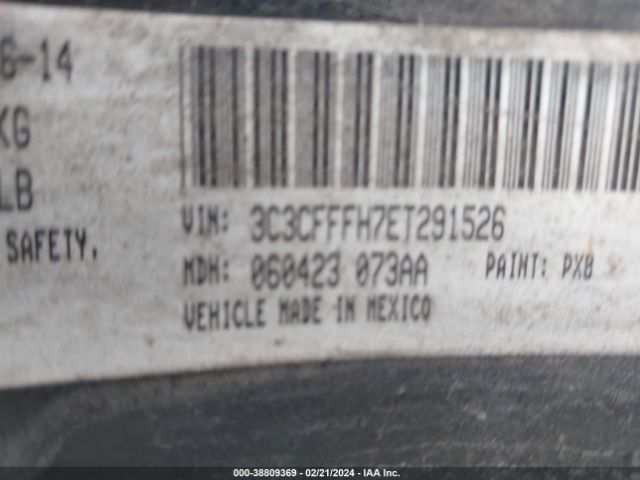 6-14
KG
LB
SAFETY.
VIN: 3C3CFFFH7ET291526
MDH: 060423 073AA PAINT: PX8
VEHICLE MADE IN MEXICO
000-38809369 | 02/21/2024 | IAA Inc.